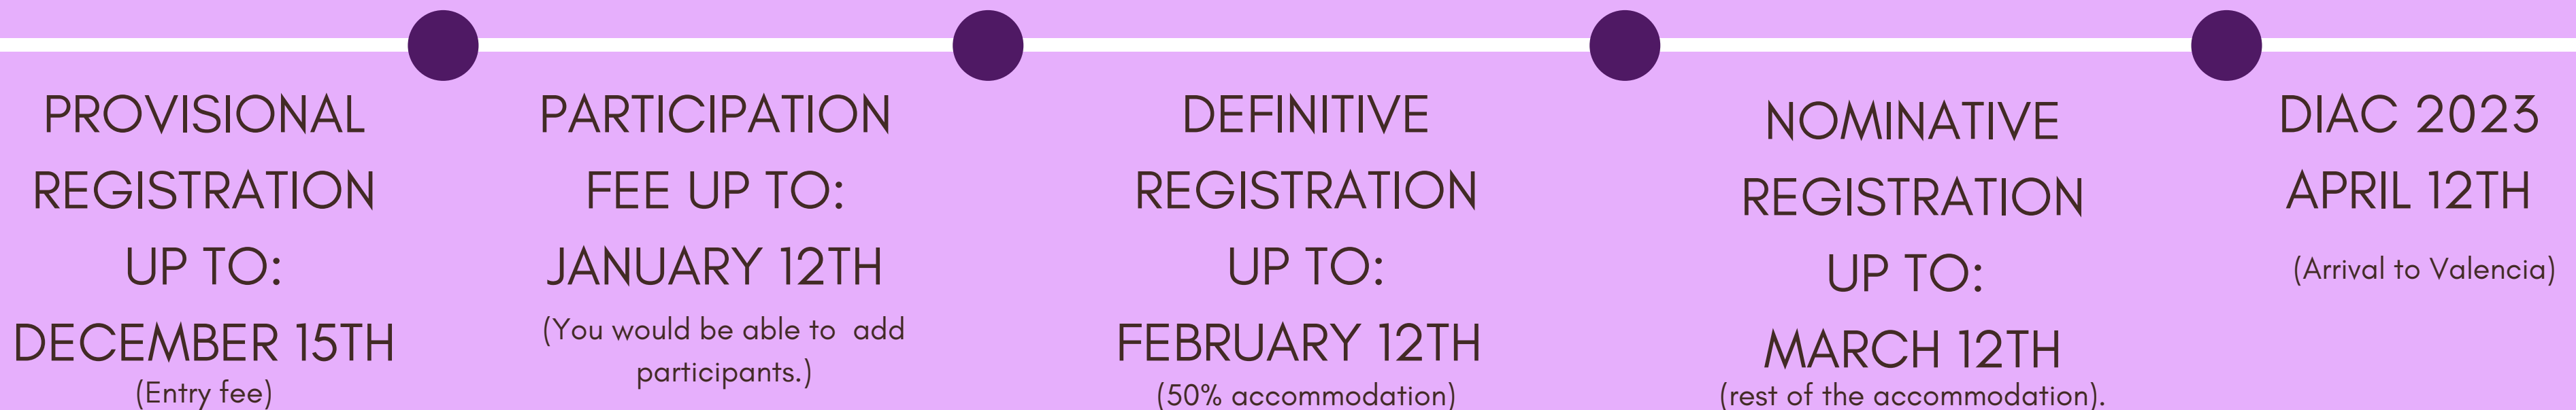 PROVISIONAL
REGISTRATION
UP TO:
DECEMBER 15TH
(Entry fee)
PARTICIPATION
FEE UP TO:
JANUARY 12TH
(You would be able to add
participants.)
DEFINITIVE
REGISTRATION
UP TO:
FEBRUARY 12TH
(50% accommodation)
NOMINATIVE
REGISTRATION
UP TO:
MARCH 12TH
(rest of the accommodation).
DIAC 2023
APRIL 12TH
(Arrival to Valencia)